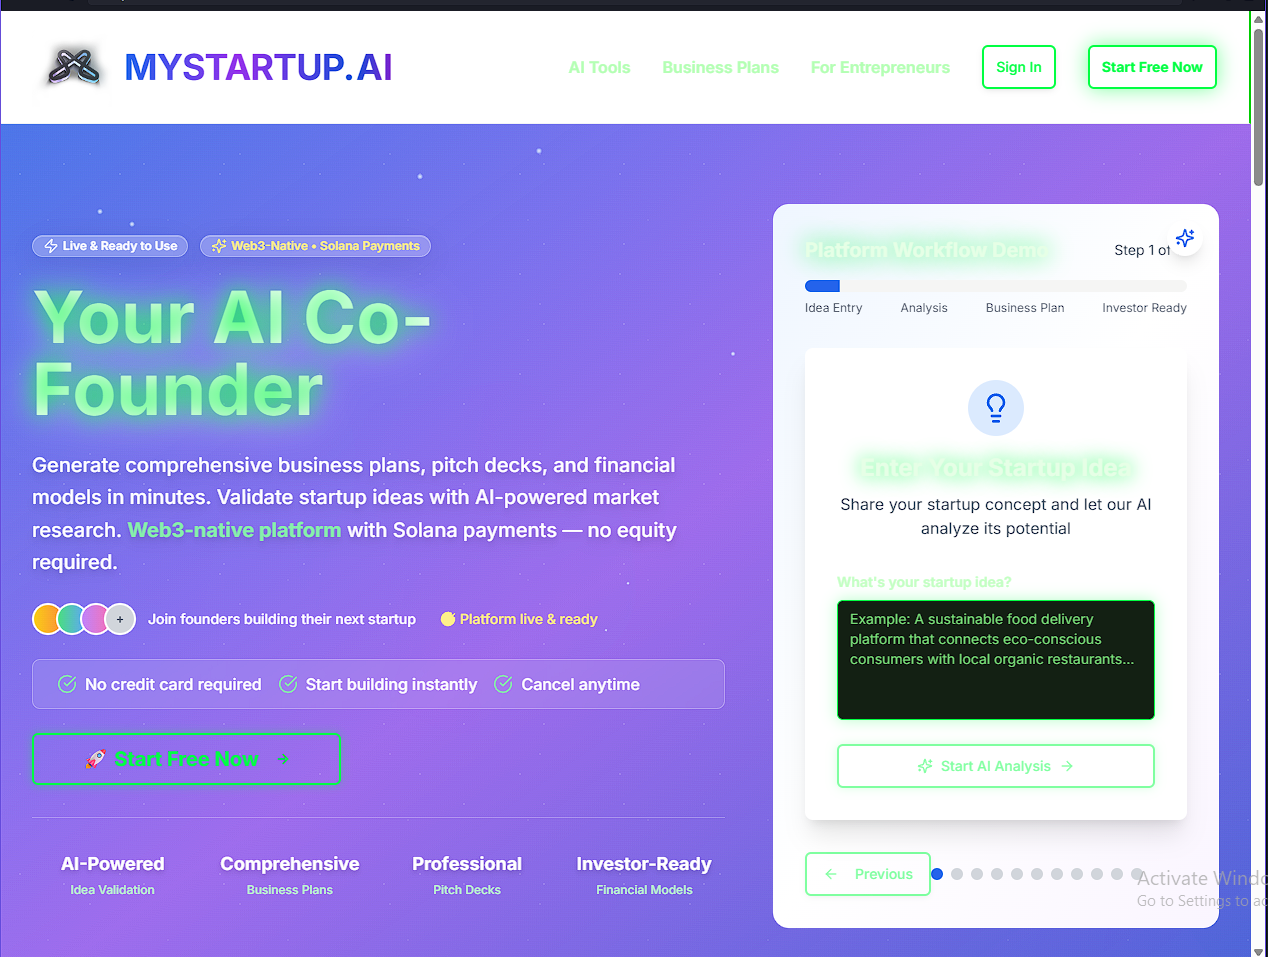 MYSTARTUP.AI
AI Tools
Business Plans
For Entrepreneurs
Sign In
Start Free Now
Live & Ready to Use
Web3-Native • Solana Payments
Your AI Co-
Founder
Generate comprehensive business plans, pitch decks, and financial
models in minutes. Validate startup ideas with AI-powered market
research. Web3-native platform with Solana payments — no equity
required.
+
Join founders building their next startup
Platform live & ready
No credit card required
Start building instantly
Cancel anytime
🚀 Start Free Now →
AI-Powered
Idea Validation
Comprehensive
Business Plans
Professional
Pitch Decks
Investor-Ready
Financial Models
Platform Workflow Demo
Step 1 of
Idea Entry
Analysis
Business Plan
Investor Ready
Enter Your Startup Idea
Share your startup concept and let our AI
analyze its potential
What's your startup idea?
Example: A sustainable food delivery
platform that connects eco-conscious
consumers with local organic restaurants...
Start AI Analysis →
← Previous
Activate Windo
Go to Settings to ac